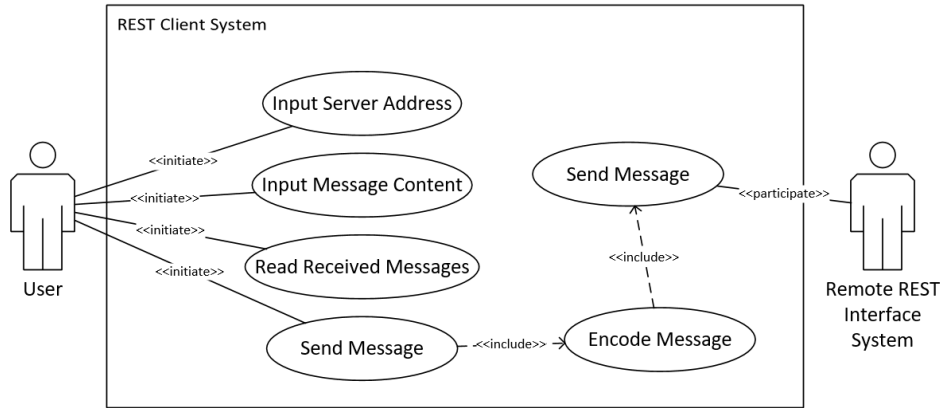 REST Client System
Input Server Address
<<initiate>>
Input Message Content
<<initiate>>
Send Message
<<participate>>
<<initiate>>
Read Received Messages
<<include>>
<<initiate>>
User
Remote REST
Interface
System
Send Message
<<include>>
Encode Message